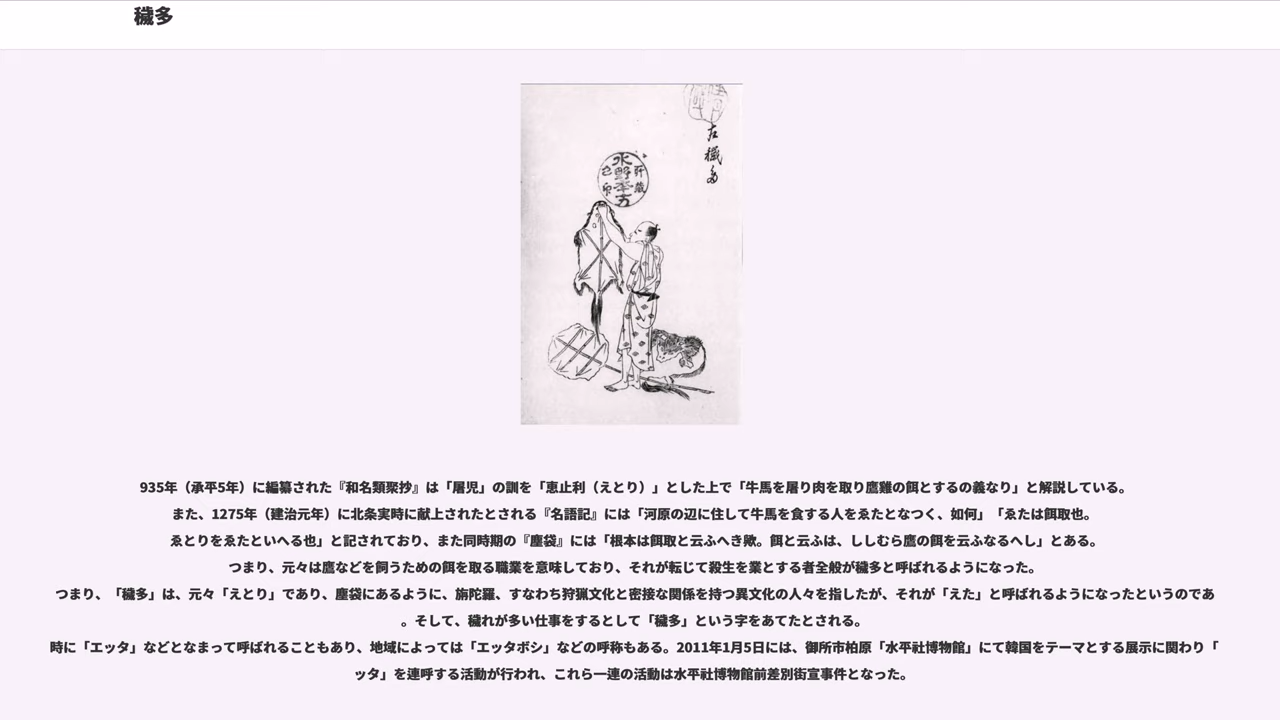 穢多
左穢多
水野奉方
935年（承平5年）に編纂された『和名類聚抄』は「屠児」の訓を「恵止利（えとり）」とした上で「牛馬を屠り肉を取り鷹雞の餌とするの義なり」と解説している。
また、1275年（建治元年）に北条実時に献上されたとされる『名語記』には「河原の辺に住して牛馬を食する人をゑたとなつく、如何」「ゑたは餌取也。
ゑとりをゑたといへる也」と記されており、また同時期の『塵袋』には「根本は餌取と云ふへき歟。餌と云ふは、ししむら鷹の餌を云ふなるへし」とある。
つまり、元々は鷹などを飼うための餌を取る職業を意味しており、それが転じて殺生を業とする者全般が穢多と呼ばれるようになった。
つまり、「穢多」は、元々「えとり」であり、塵袋にあるように、旃陀羅、すなわち狩猟文化と密接な関係を持つ異文化の人々を指したが、それが「えた」と呼ばれるようになったというのであ
。そして、穢れが多い仕事をするとして「穢多」という字をあてたとされる。
時に「エッタ」などとなまって呼ばれることもあり、地域によっては「エッタボシ」などの呼称もある。2011年1月5日には、御所市柏原「水平社博物館」にて韓国をテーマとする展示に関わり「
ッタ」を連呼する活動が行われ、これら一連の活動は水平社博物館前差別街宣事件となった。